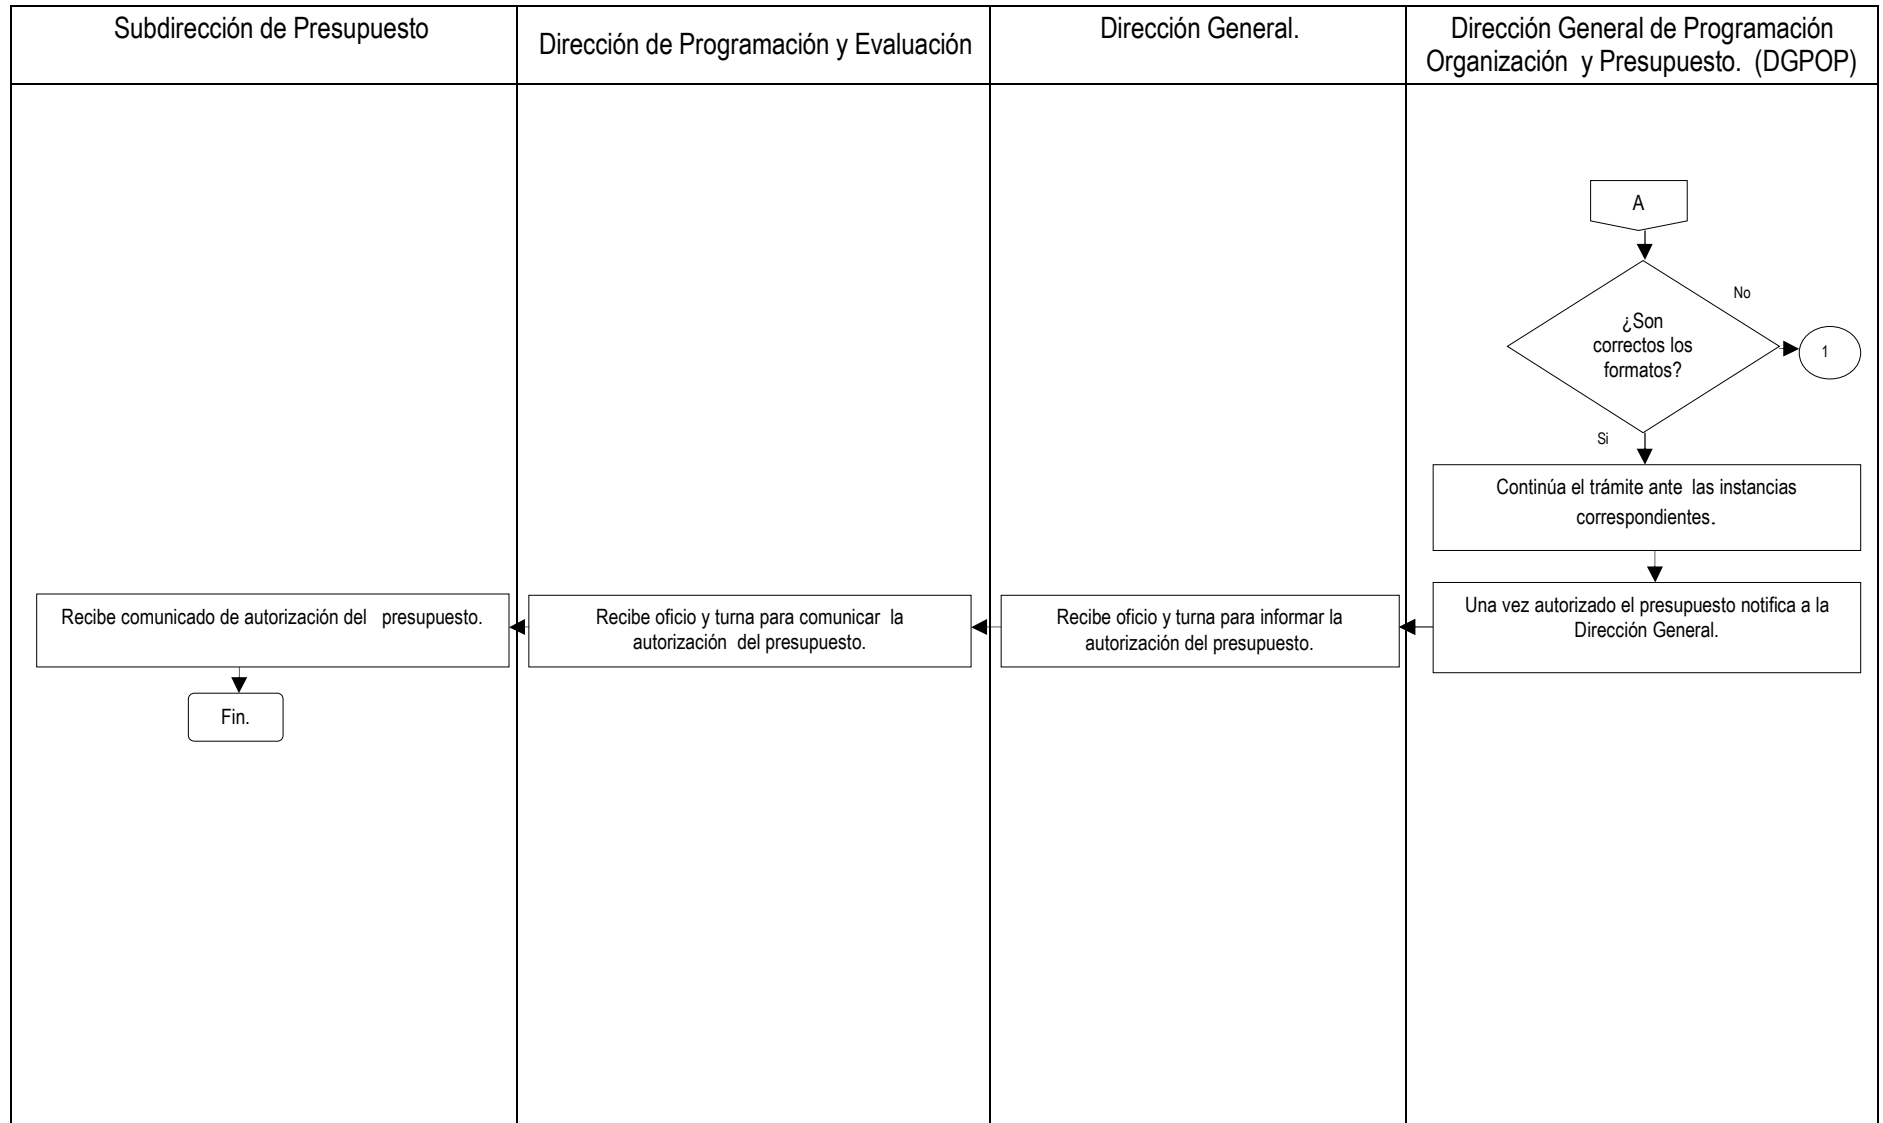 Subdirección de Presupuesto
Dirección de Programación y Evaluación
Dirección General.
Dirección General de Programación
Organización y Presupuesto. (DGPOP)
A
No
¿Son
correctos los
formatos?
1
Si
Continúa el trámite ante las instancias
correspondientes.
Una vez autorizado el presupuesto notifica a la
Dirección General.
Recibe oficio y turna para informar la
autorización del presupuesto.
Recibe oficio y turna para comunicar la
autorización del presupuesto.
Recibe comunicado de autorización del presupuesto.
Fin.